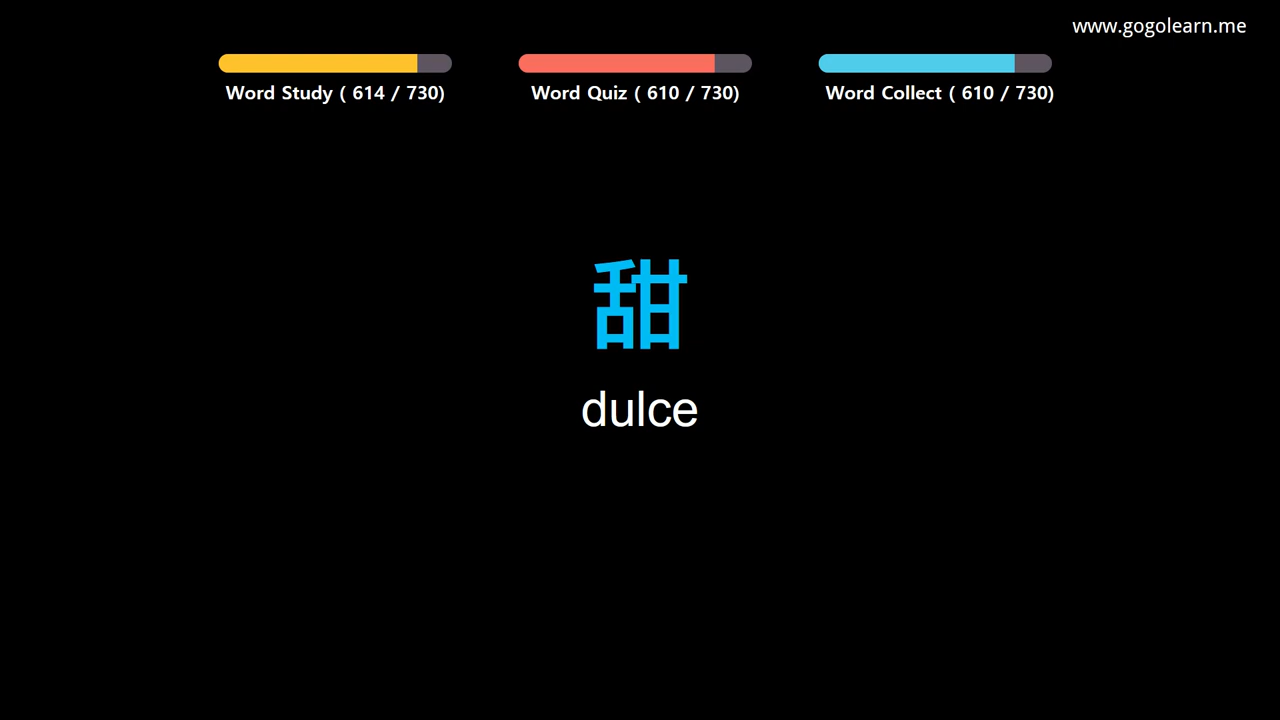 www.gogolearn.me
Word Study ( 614 / 730)
Word Quiz ( 610 / 730)
Word Collect ( 610 / 730)
甜
dulce